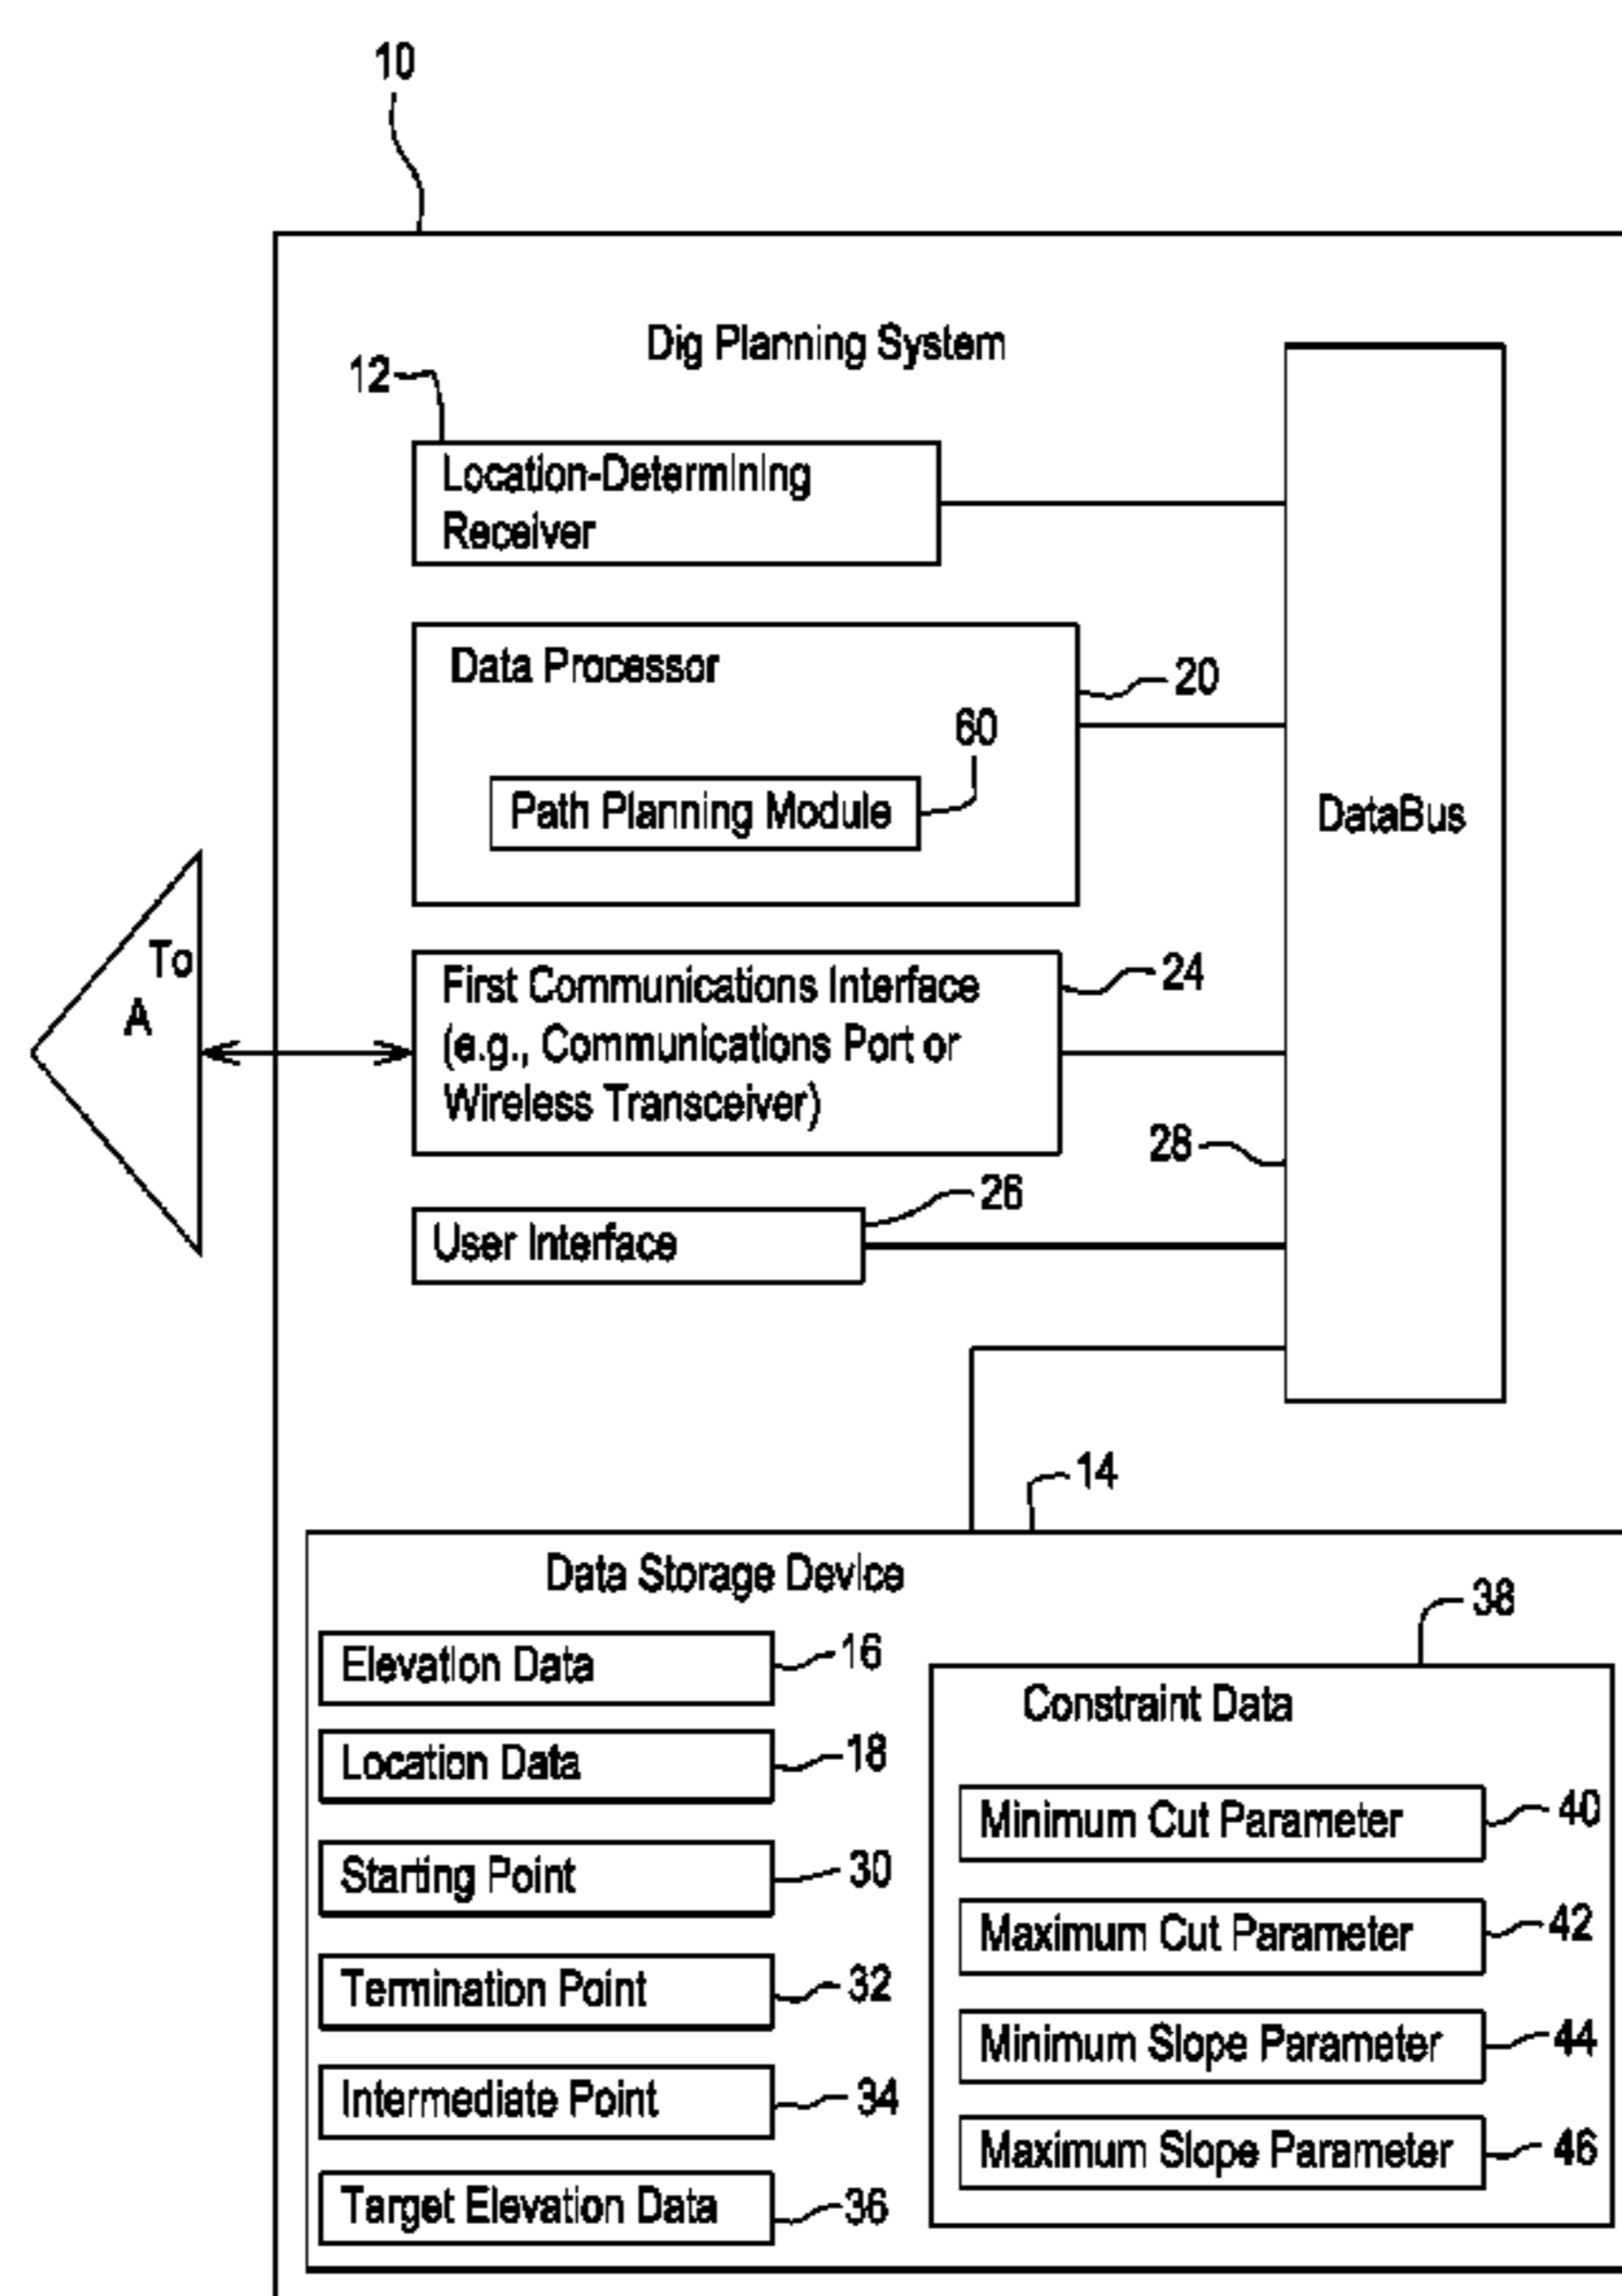 10
Dig Planning System
12
Location-Determining
Receiver
Data Processor
20
60
Path Planning Module
DataBus
To
A
First Communications Interface
(e.g., Communications Port or
Wireless Transceiver)
24
28
26
User Interface
14
Data Storage Device
38
Elevation Data
16
Constraint Data
Location Data
18
Minimum Cut Parameter
40
Starting Point
30
Maximum Cut Parameter
42
Termination Point
32
Minimum Slope Parameter
44
Intermediate Point
34
Maximum Slope Parameter
46
Target Elevation Data
36